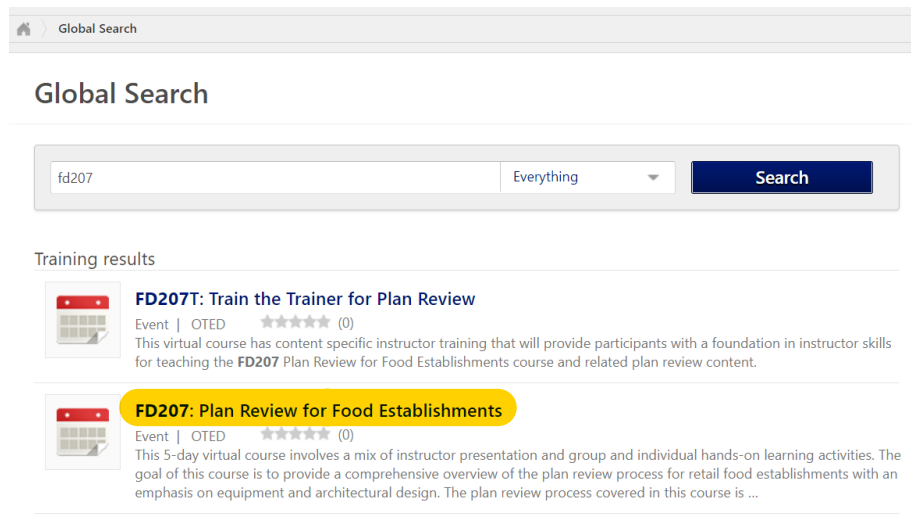 Global Search
Global Search
fd207
Everything
Search
Training results
FD207T: Train the Trainer for Plan Review
Event | OTED (0)
This virtual course has content specific instructor training that will provide participants with a foundation in instructor skills
for teaching the FD207 Plan Review for Food Establishments course and related plan review content.
FD207: Plan Review for Food Establishments
Event | OTED (0)
This 5-day virtual course involves a mix of instructor presentation and group and individual hands-on learning activities. The
goal of this course is to provide a comprehensive overview of the plan review process for retail food establishments with an
emphasis on equipment and architectural design. The plan review process covered in this course is ...